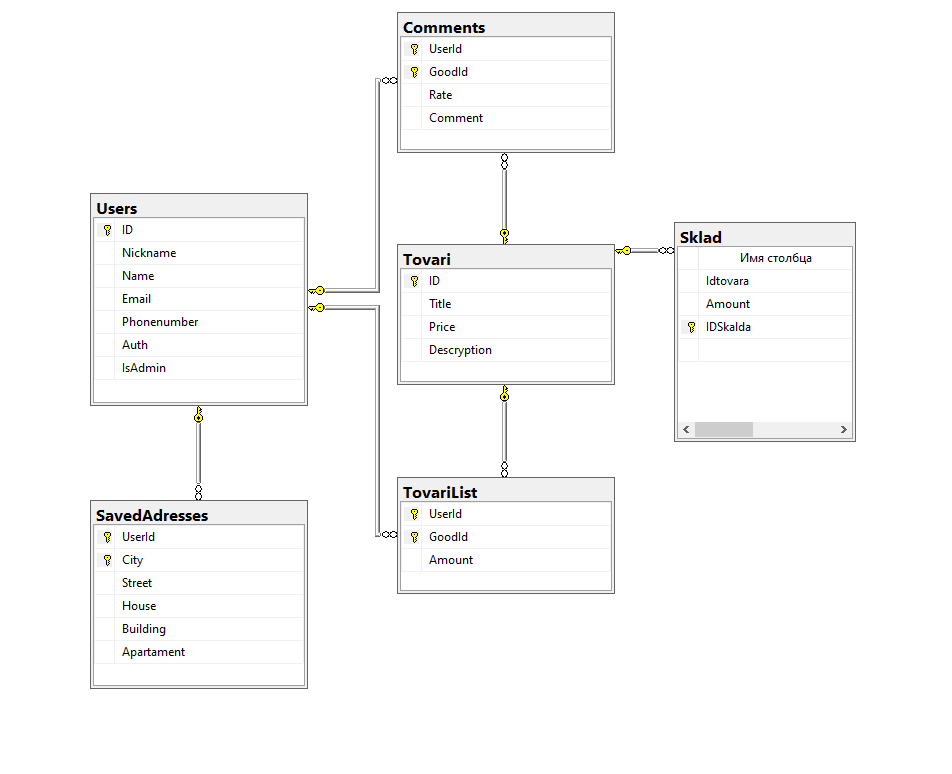 Comments
UserId
GoodId
Rate
Comment
Users
ID
Nickname
Name
Email
Phonenumber
Auth
IsAdmin
Tovari
ID
Title
Price
Descryption
Sklad
Имя столбца
Idtovara
Amount
IDSkalda
SavedAdresses
UserId
City
Street
House
Building
Apartament
TovariList
UserId
GoodId
Amount